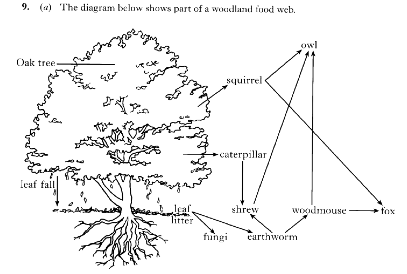 9. (a) The diagram below shows part of a woodland food web.
owl
Oak tree
squirrel
caterpillar
leaf fall
leaf
litter
shrew
woodmouse
fox
fungi
earthworm